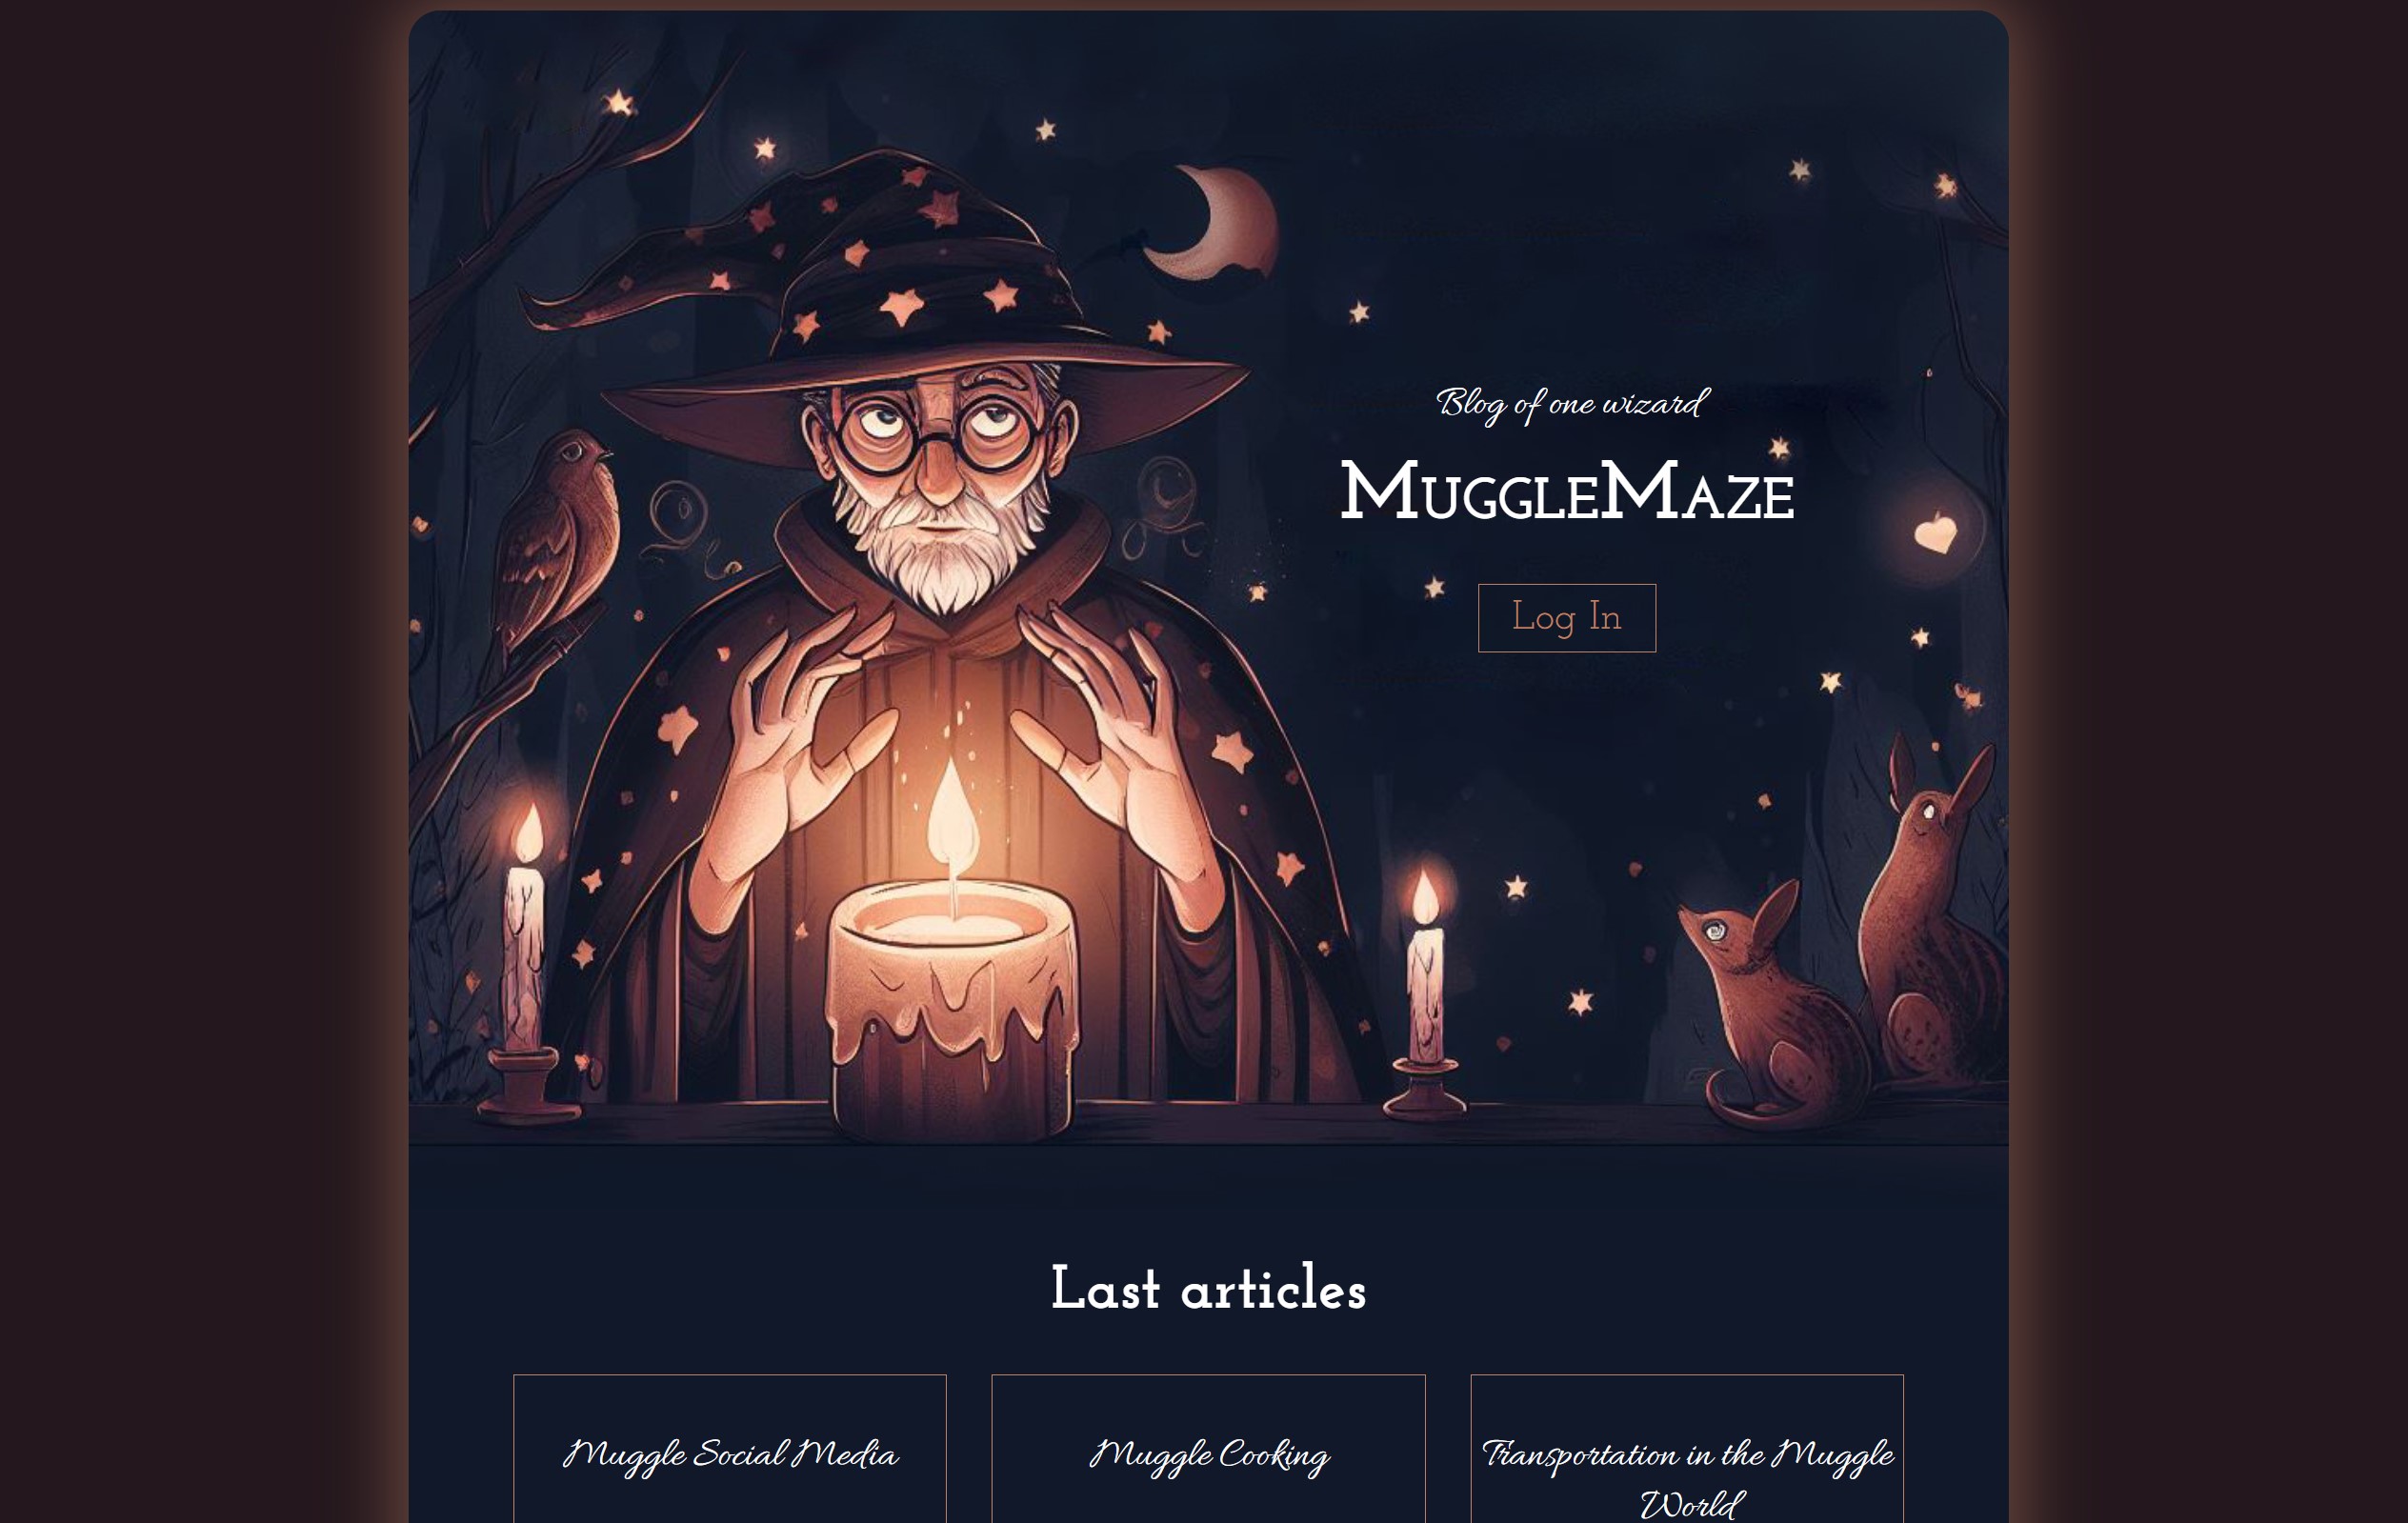 Blog of one wizard
MuggleMaze
Log In
Last articles
Muggle Social Media
Muggle Cooking
Transportation in the Muggle
World